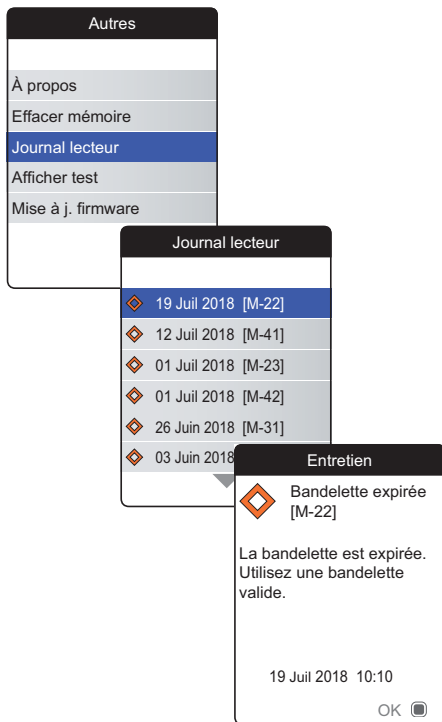 Autres
À propos
Effacer mémoire
Journal lecteur
Afficher test
Mise à j. firmware
Journal lecteur
19 Juil 2018 [M-22]
12 Juil 2018 [M-41]
01 Juil 2018 [M-23]
01 Juil 2018 [M-42]
26 Juin 2018 [M-31]
03 Juin 2018
Entretien
Bandelette expirée
[M-22]
La bandelette est expirée.
Utilisez une bandelette
valide.
19 Juil 2018 10:10
OK